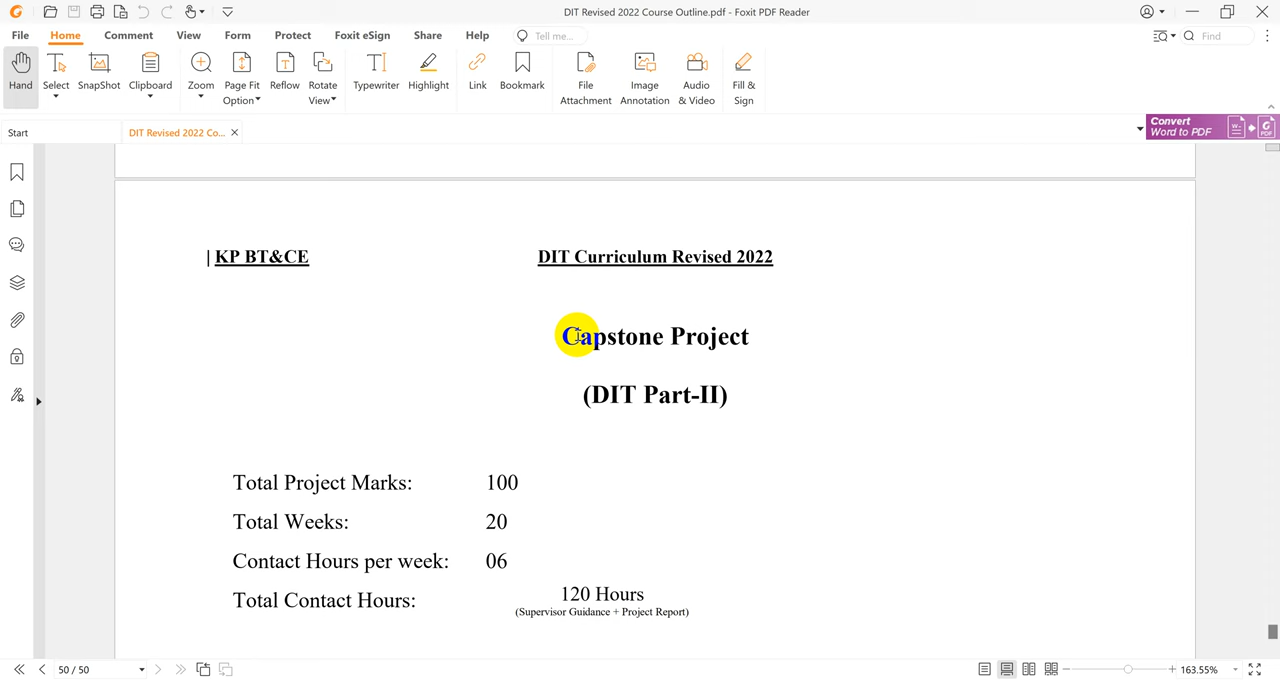 DIT Revised 2022 Course Outline.pdf - Foxit PDF Reader
File Home Comment View Form Protect Foxit eSign Share Help Tell me... Find
Hand Select SnapShot Clipboard Zoom Page Fit Option Reflow Rotate View Typewriter Highlight Link Bookmark File Attachment Image Annotation Audio & Video Fill & Sign
Start DIT Revised 2022 Co... Convert Word to PDF
| KP BT&CE DIT Curriculum Revised 2022
Capstone Project
(DIT Part-II)
Total Project Marks: 100
Total Weeks: 20
Contact Hours per week: 06
Total Contact Hours: 120 Hours
(Supervisor Guidance + Project Report)
50 / 50 163.55%